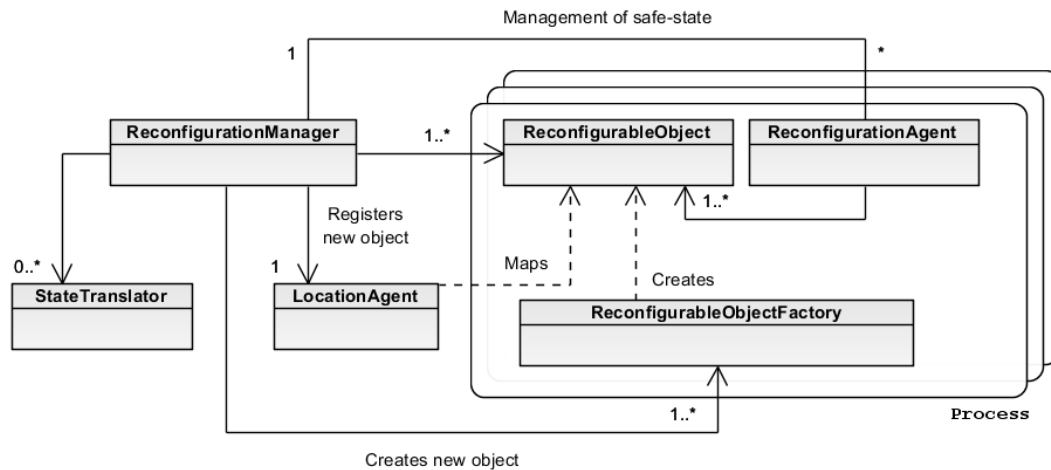 Management of safe-state
1
*
ReconfigurationManager
1..*
ReconfigurableObject
ReconfigurationAgent
1..*
Registers
new object
0..*
1
Maps
Creates
StateTranslator
LocationAgent
ReconfigurableObjectFactory
1..*
Process
Creates new object